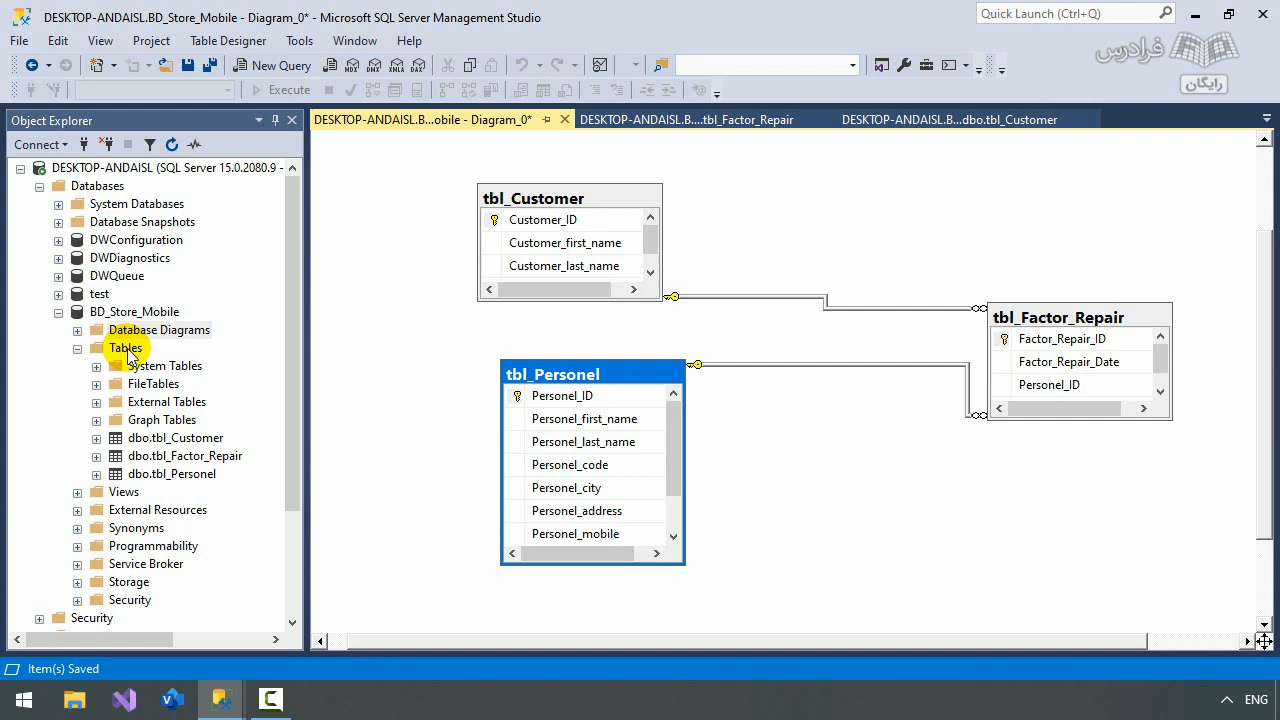 DESKTOP-ANDAISL.BD_Store_Mobile - Diagram_0* - Microsoft SQL Server Management Studio
Quick Launch (Ctrl+Q)
File Edit View Project Table Designer Tools Window Help
فرادرس
رایگان
New Query
MDX DMX XMLA DAX
Execute
Object Explorer
DESKTOP-ANDAISL.B...obile - Diagram_0*
DESKTOP-ANDAISL.B....tbl_Factor_Repair
DESKTOP-ANDAISL.B...dbo.tbl_Customer
Connect
DESKTOP-ANDAISL (SQL Server 15.0.2080.9 -
Databases
System Databases
Database Snapshots
DWConfiguration
DWDiagnostics
DWQueue
test
BD_Store_Mobile
Database Diagrams
Tables
System Tables
FileTables
External Tables
Graph Tables
dbo.tbl_Customer
dbo.tbl_Factor_Repair
dbo.tbl_Personel
Views
External Resources
Synonyms
Programmability
Service Broker
Storage
Security
Security
tbl_Customer
Customer_ID
Customer_first_name
Customer_last_name
tbl_Personel
Personel_ID
Personel_first_name
Personel_last_name
Personel_code
Personel_city
Personel_address
Personel_mobile
tbl_Factor_Repair
Factor_Repair_ID
Factor_Repair_Date
Personel_ID
Item(s) Saved
ENG